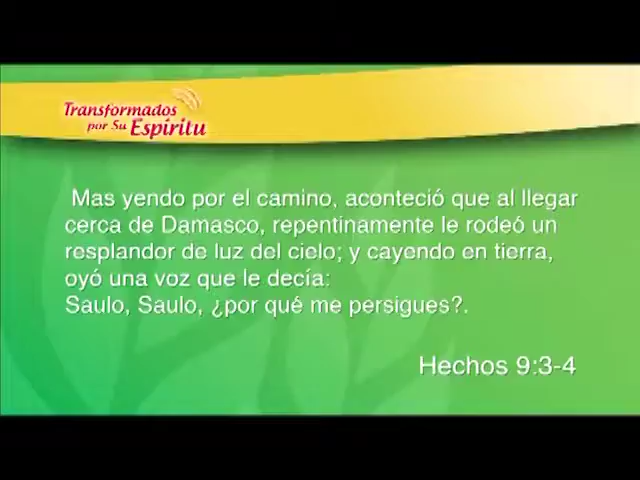 Transformados
por Su Espíritu
Mas yendo por el camino, aconteció que al llegar
cerca de Damasco, repentinamente le rodeó un
resplandor de luz del cielo; y cayendo en tierra,
oyó una voz que le decía:
Saulo, Saulo, ¿por qué me persigues?.
Hechos 9:3-4